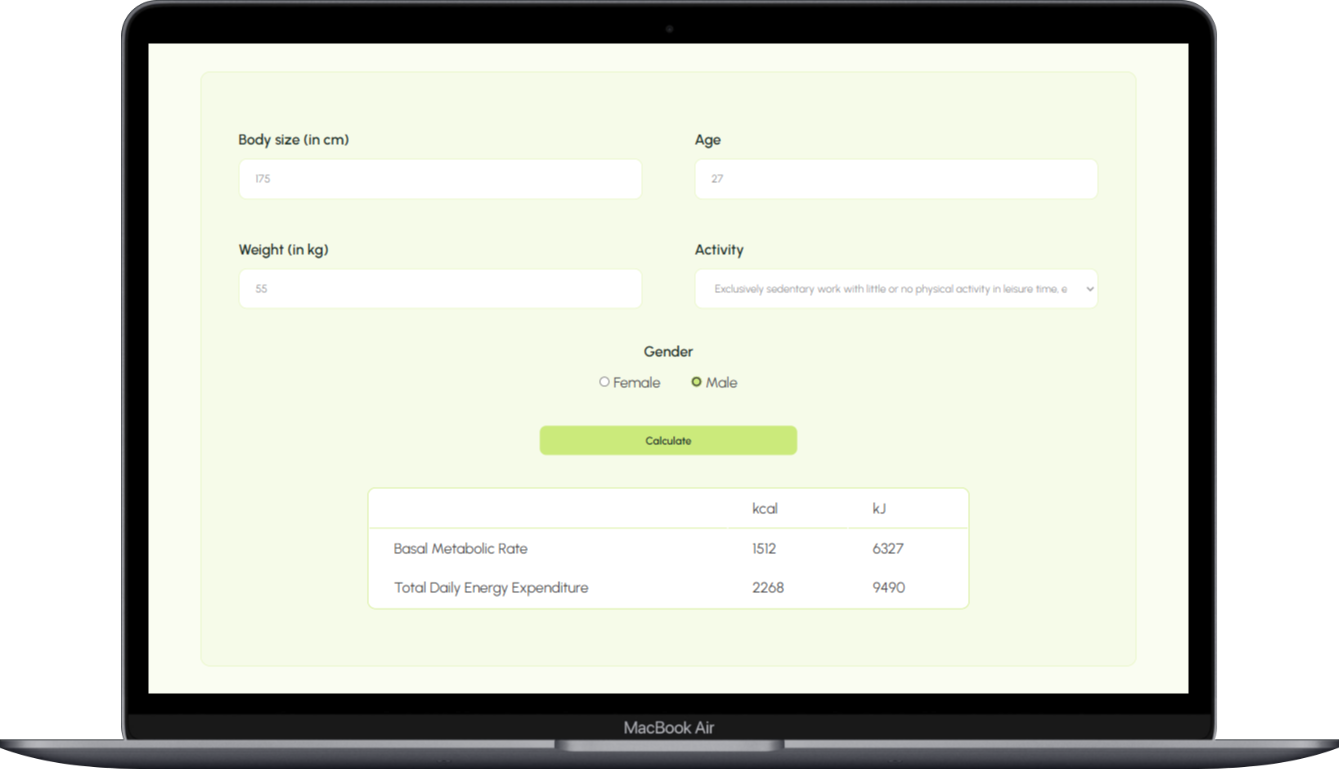 Body size (in cm)
Age
175
27
Weight (in kg)
Activity
55
Exclusively sedentary work with little or no physical activity in leisure time, e
Gender
Female Male
Calculate
kcal kJ
Basal Metabolic Rate 1512 6327
Total Daily Energy Expenditure 2268 9490
MacBook Air